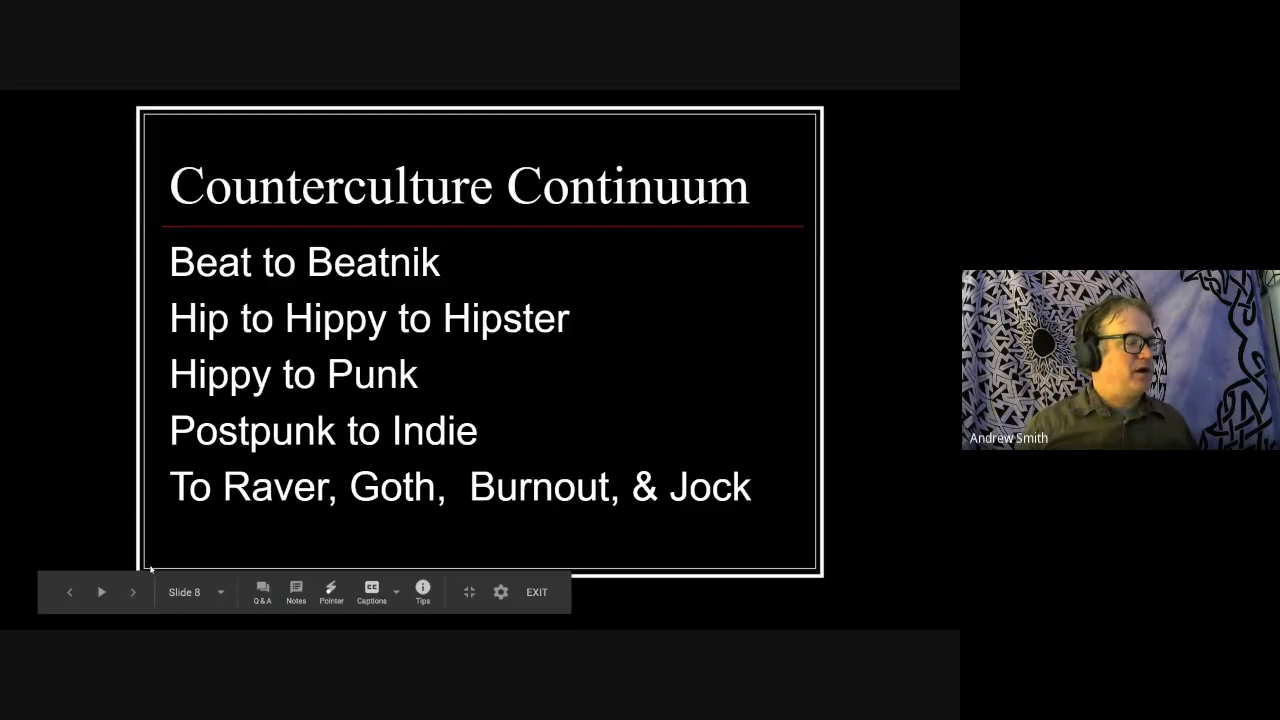 Counterculture Continuum
Beat to Beatnik
Hip to Hippy to Hipster
Hippy to Punk
Postpunk to Indie
To Raver, Goth,  Burnout, & Jock
Andrew Smith
Slide 8
Q & A
Notes
Pointer
Captions
Tips
EXIT